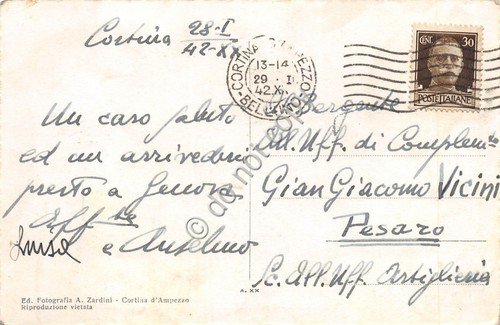 Cortina 28-I
42-XX
CORTINA D'AMPEZZO
13-14
29 . I
42.X
BELLUNO
CENT. 30
POSTE ITALIANE
Un caro saluto
ed un arrivederci
presto a Genova
Aff.te
Luisa e Anselmo
Sergente
All. Uff. di Complem.to
Gian Giacomo Vicini
Pesaro
Sc. All. Uff. Artiglieria
Ed. Fotografia A. Zardini - Cortina d'Ampezzo
Riproduzione vietata
A. XX